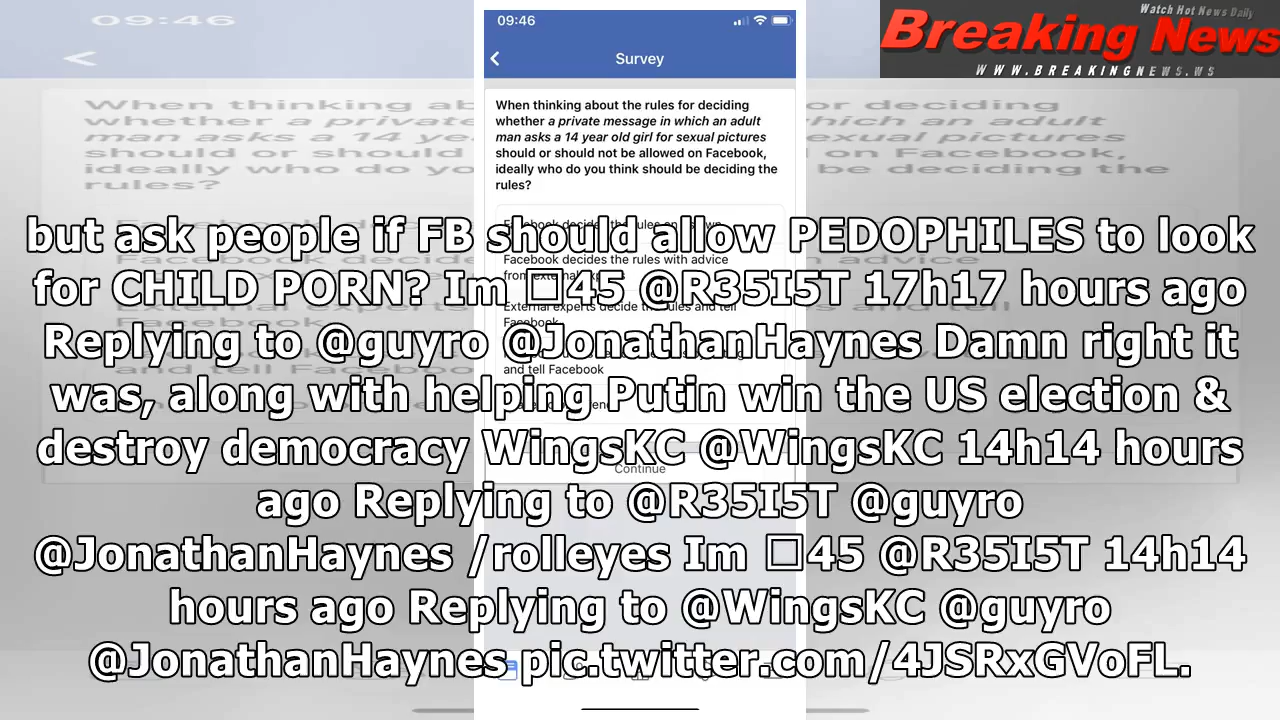 09:46
Survey
Watch Hot News Daily
Breaking News
WWW.BREAKINGNEWS.WS
When thinking about the rules for deciding
whether a private message in which an adult
man asks a 14 year old girl for sexual pictures
should or should not be allowed on Facebook,
ideally who do you think should be deciding the
rules?
Facebook decides the rules with advice
from external
External experts decide the rules and tell
Facebook
and tell Facebook
Continue
but ask people if FB should allow PEDOPHILES to look
for CHILD PORN? Im □45 @R35I5T 17h17 hours ago
Replying to @guyro @JonathanHaynes Damn right it
was, along with helping Putin win the US election &
destroy democracy WingsKC @WingsKC 14h14 hours
ago Replying to @R35I5T @guyro
@JonathanHaynes /rolleyes Im □45 @R35I5T 14h14
hours ago Replying to @WingsKC @guyro
@JonathanHaynes pic.twitter.com/4JSRxGVoFL.